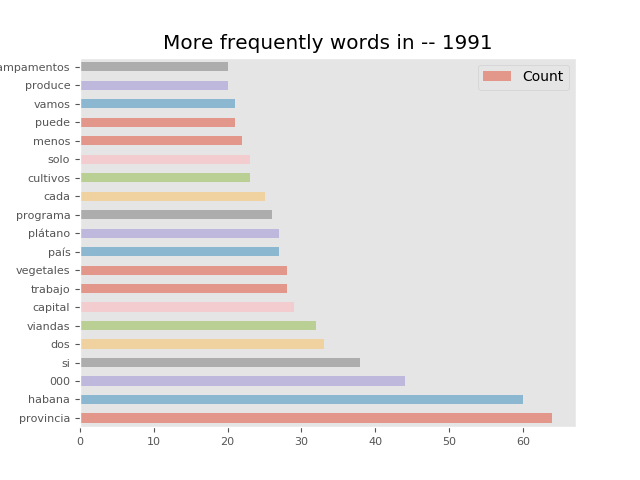 More frequently words in -- 1991
Count
ampamentos
produce
vamos
puede
menos
solo
cultivos
cada
programa
plátano
país
vegetales
trabajo
capital
viandas
dos
si
000
habana
provincia
0 10 20 30 40 50 60